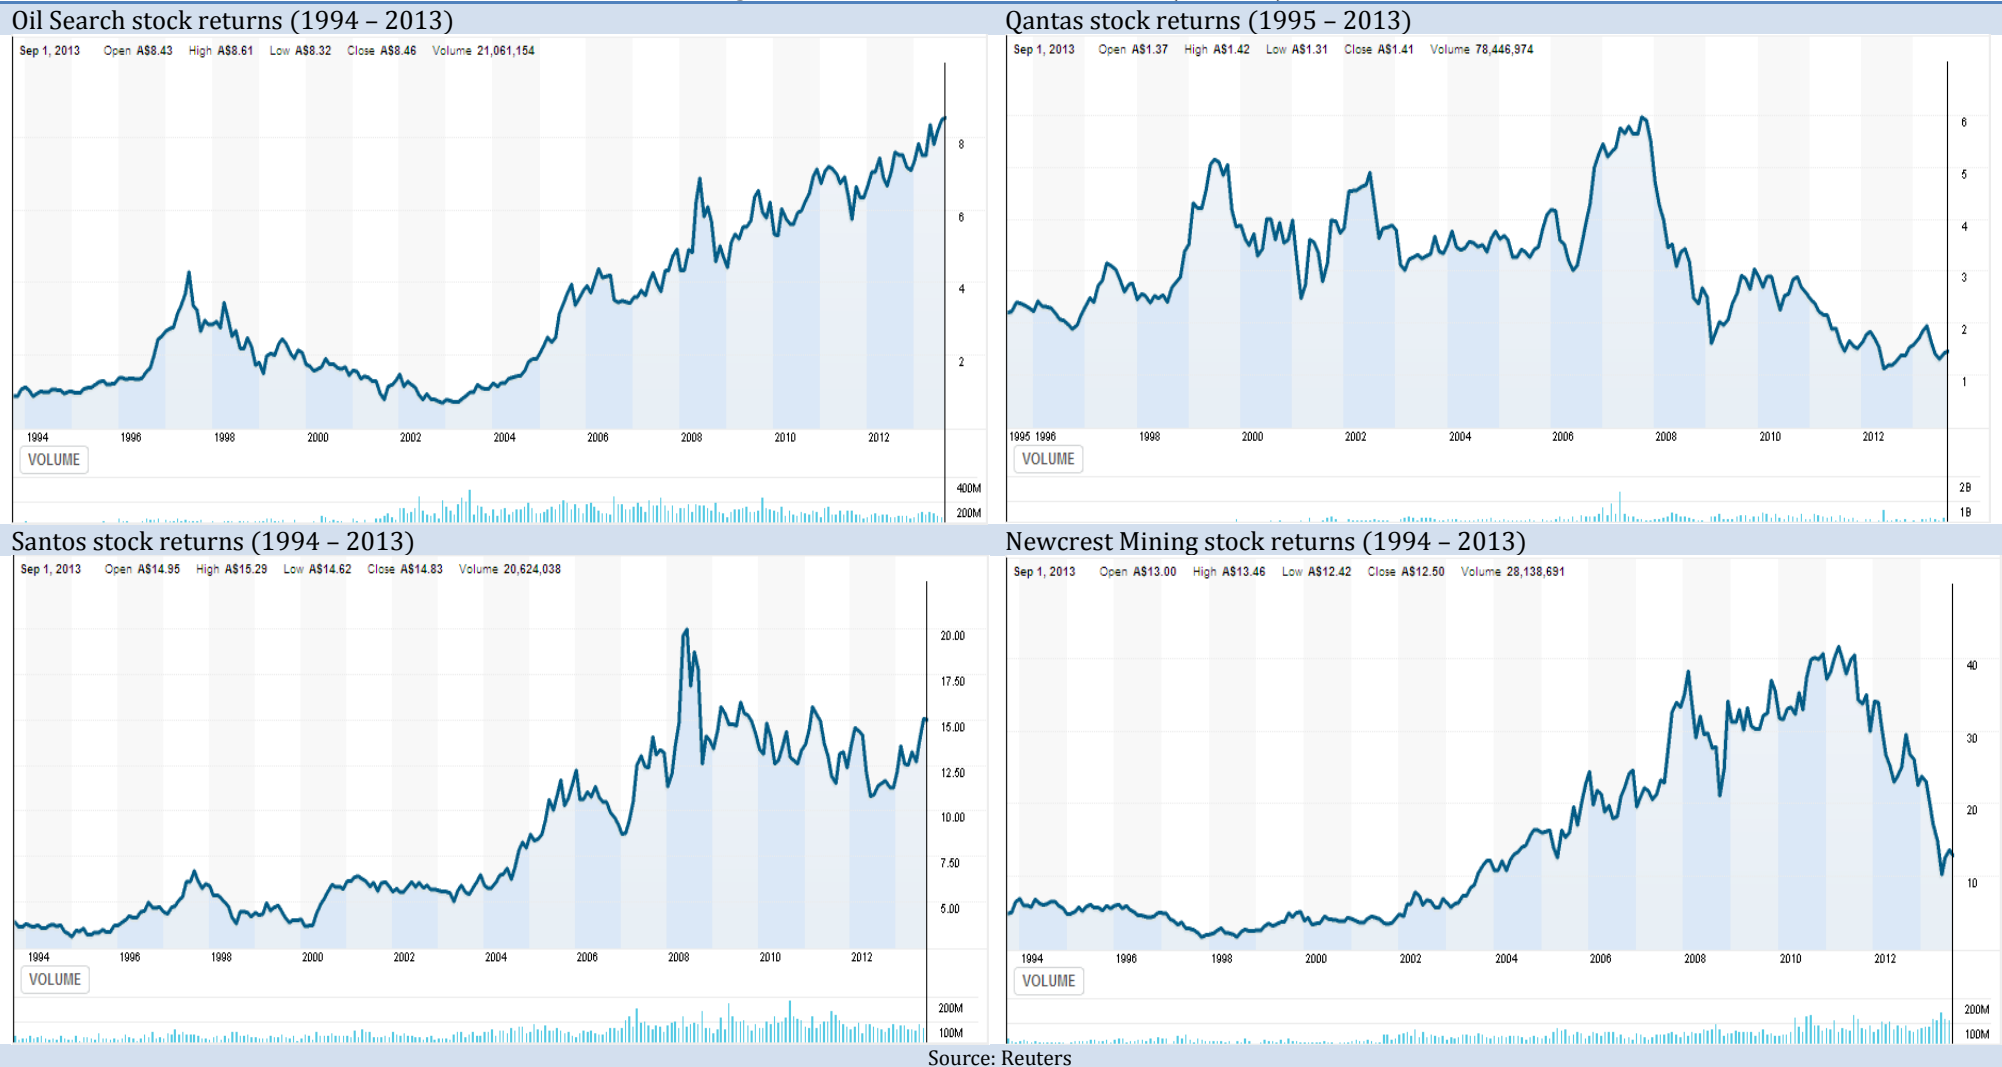 Oil Search stock returns (1994 – 2013)
Sep 1, 2013 Open A$8.43 High A$8.61 Low A$8.32 Close A$8.46 Volume 21,061,154
8
6
4
2
1994 1996 1998 2000 2002 2004 2006 2008 2010 2012
VOLUME
400M
200M
Qantas stock returns (1995 – 2013)
Sep 1, 2013 Open A$1.37 High A$1.42 Low A$1.31 Close A$1.41 Volume 78,446,974
6
5
4
3
2
1
1995 1996 1998 2000 2002 2004 2006 2008 2010 2012
VOLUME
2B
1B
Santos stock returns (1994 – 2013)
Sep 1, 2013 Open A$14.95 High A$15.29 Low A$14.62 Close A$14.83 Volume 20,624,038
20.00
17.50
15.00
12.50
10.00
7.50
5.00
1994 1996 1998 2000 2002 2004 2006 2008 2010 2012
VOLUME
200M
100M
Newcrest Mining stock returns (1994 – 2013)
Sep 1, 2013 Open A$13.00 High A$13.46 Low A$12.42 Close A$12.50 Volume 28,138,691
40
30
20
10
1994 1996 1998 2000 2002 2004 2006 2008 2010 2012
VOLUME
200M
100M
Source: Reuters